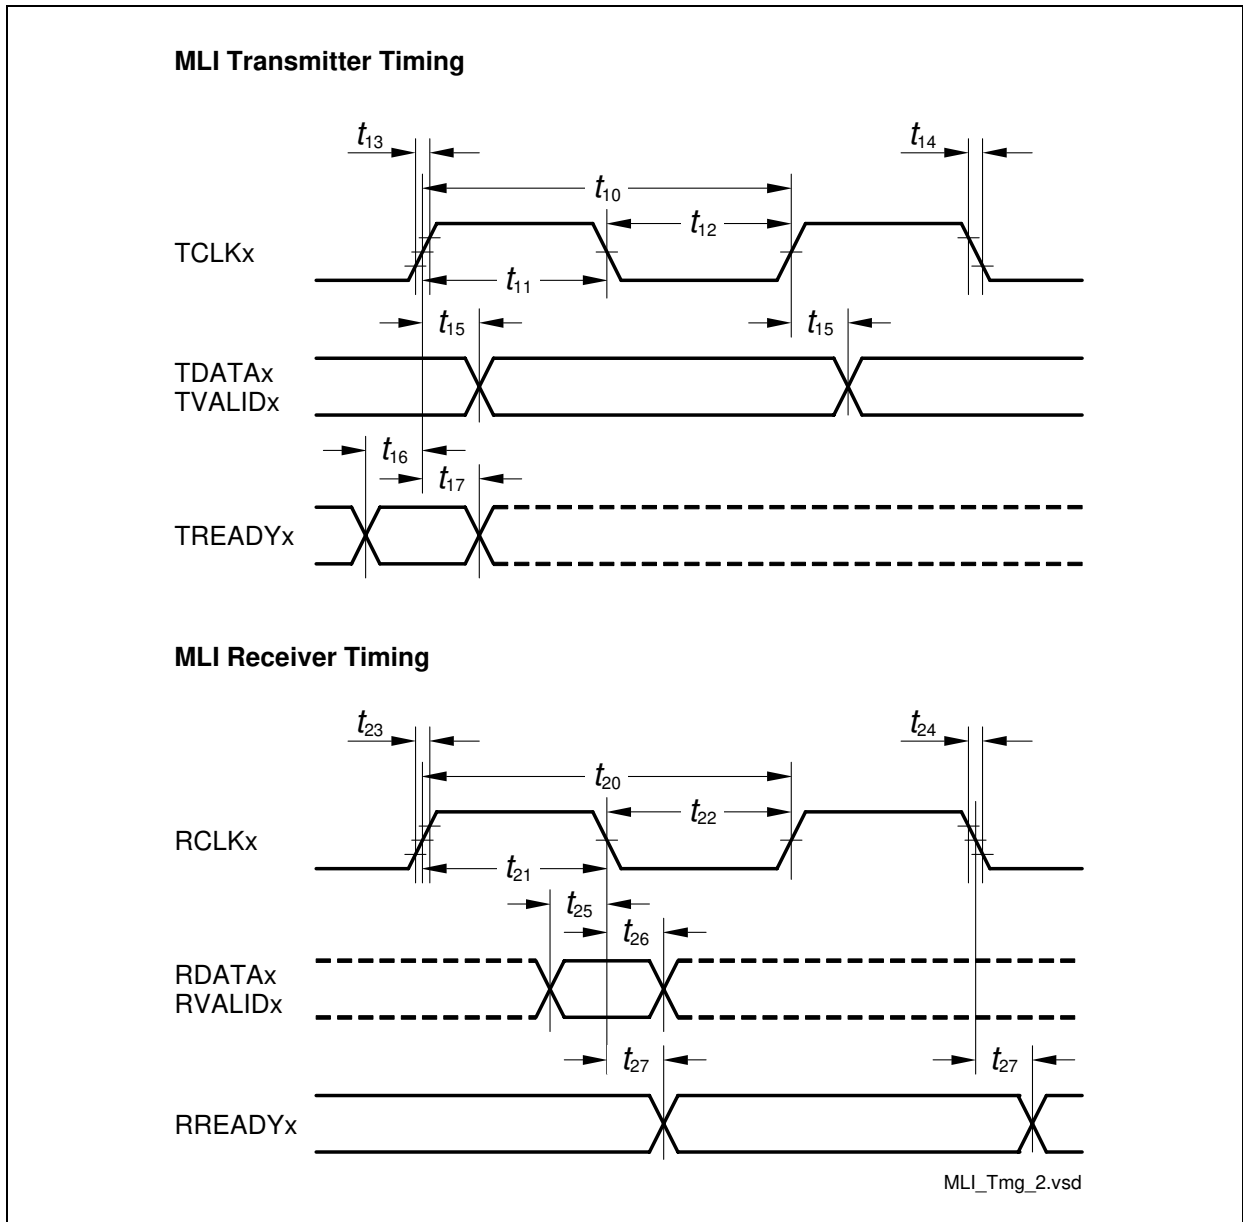 MLI Transmitter Timing
t13 t14
t10
t12
TCLKx
t11
t15 t15
TDATAx
TVALIDx
t16
t17
TREADYx
MLI Receiver Timing
t23 t24
t20
t22
RCLKx
t21
t25
t26
RDATAx
RVALIDx
t27 t27
RREADYx
MLI_Tmg_2.vsd